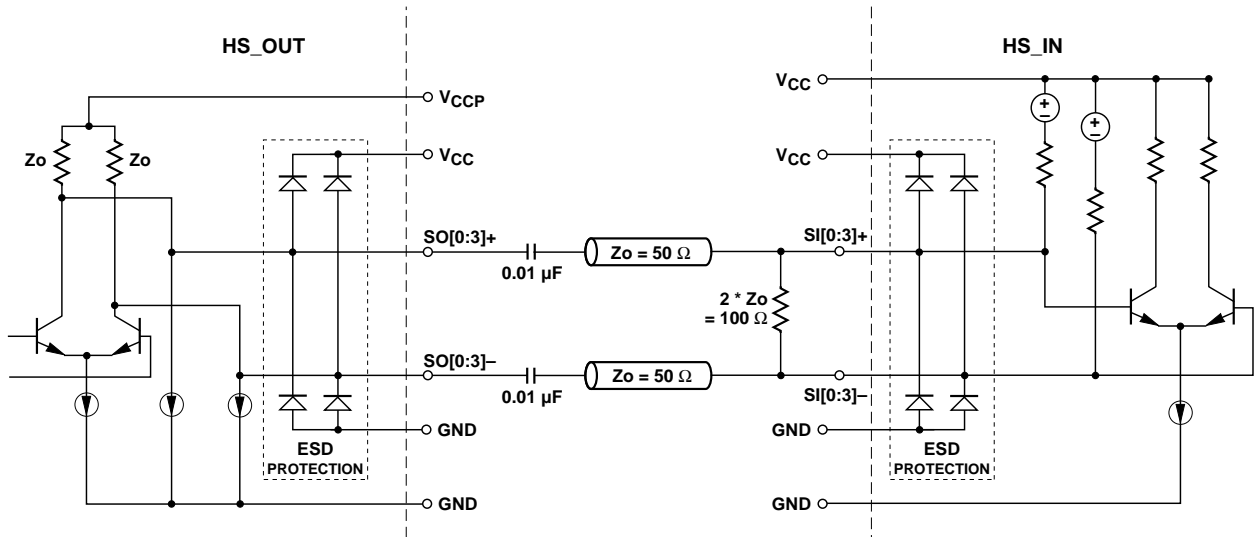 HS_OUT
HS_IN
VCCP
VCC
Zo
Zo
VCC
VCC
SO[0:3]+
0.01 µF
Zo = 50 Ω
SI[0:3]+
2 * Zo
= 100 Ω
SO[0:3]–
0.01 µF
Zo = 50 Ω
SI[0:3]–
GND
GND
ESD
PROTECTION
ESD
PROTECTION
GND
GND
+
–
+
–